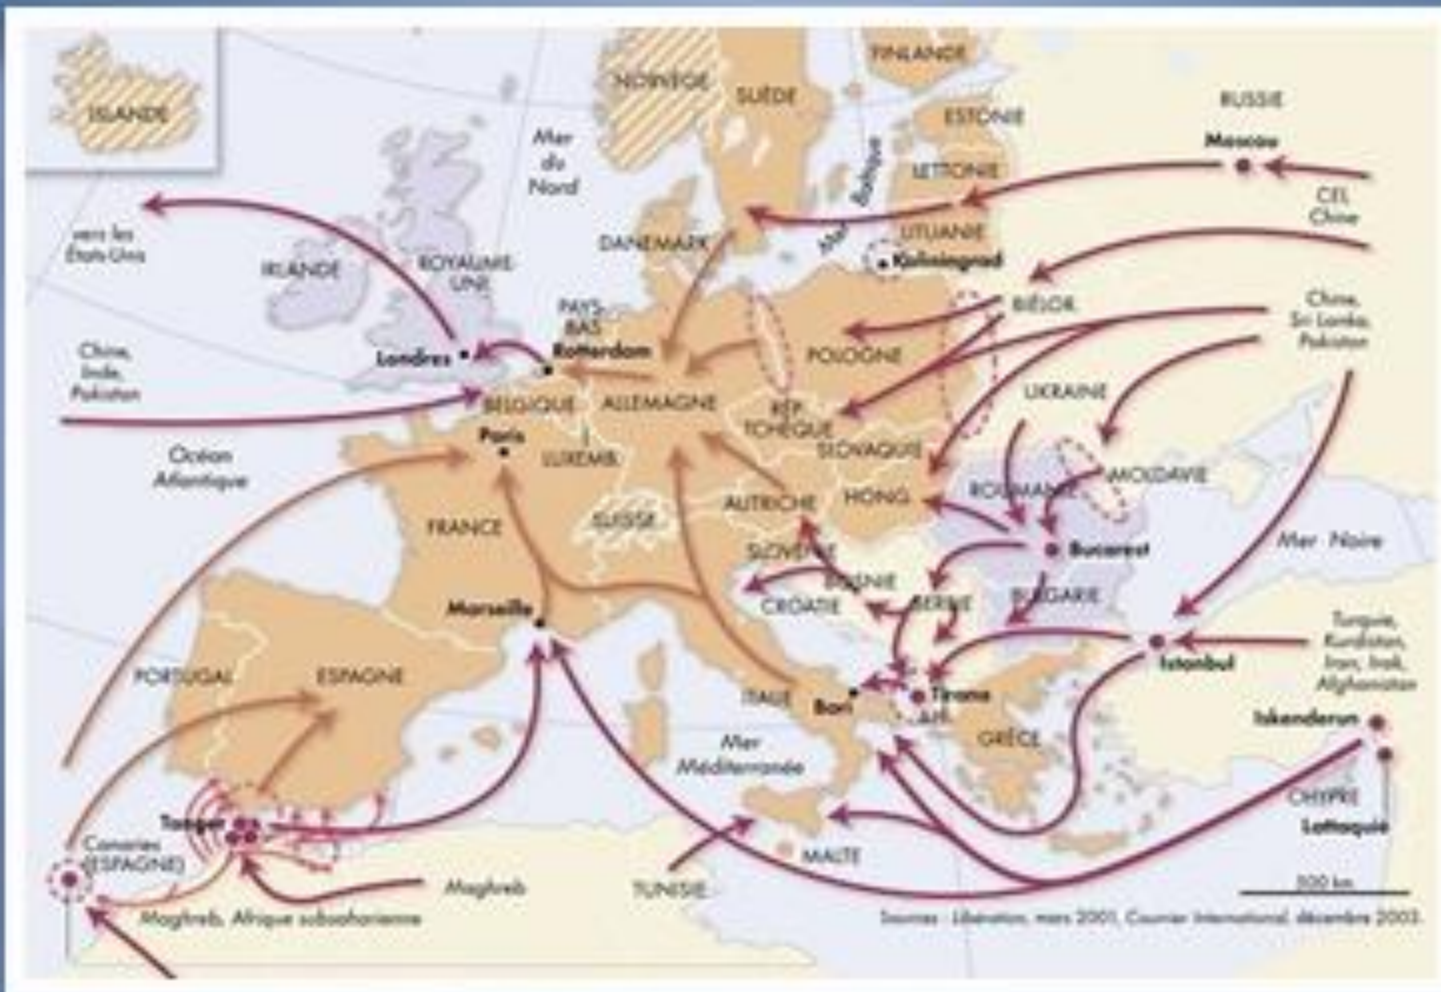 ISLANDE
NORVÈGE
SUÈDE
FINLANDE
ESTONIE
RUSSIE
Moscou
LETTONIE
Mer
du
Nord
Mer Baltique
CEI,
Chine
vers les
États-Unis
IRLANDE
ROYAUME-
UNI
DANEMARK
LITUANIE
Kaliningrad
PAYS-
BAS
BIÉLOR.
Chine,
Sri Lanka,
Pakistan
Londres
Rotterdam
POLOGNE
Chine,
Inde,
Pakistan
BELGIQUE
ALLEMAGNE
RÉP.
TCHÈQUE
UKRAINE
Paris
LUXEMB.
SLOVAQUIE
Océan
Atlantique
AUTRICHE
HONG.
ROUMANIE
MOLDAVIE
FRANCE
SUISSE
SLOVÉNIE
Bucarest
Mer Noire
BOSNIE
CROATIE
SERBIE
BULGARIE
Marseille
Turquie,
Kurdistan,
Iran, Irak,
Afghanistan
Istanbul
PORTUGAL
ESPAGNE
ITALIE
Bari
Tirana
Iskenderun
GRÈCE
Mer
Méditerranée
CHYPRE
Tanger
Lattaquié
Canaries
(ESPAGNE)
MALTE
Maghreb
TUNISIE
500 km
Maghreb, Afrique subsaharienne
Sources : Libération, mars 2001, Courrier International, décembre 2003.